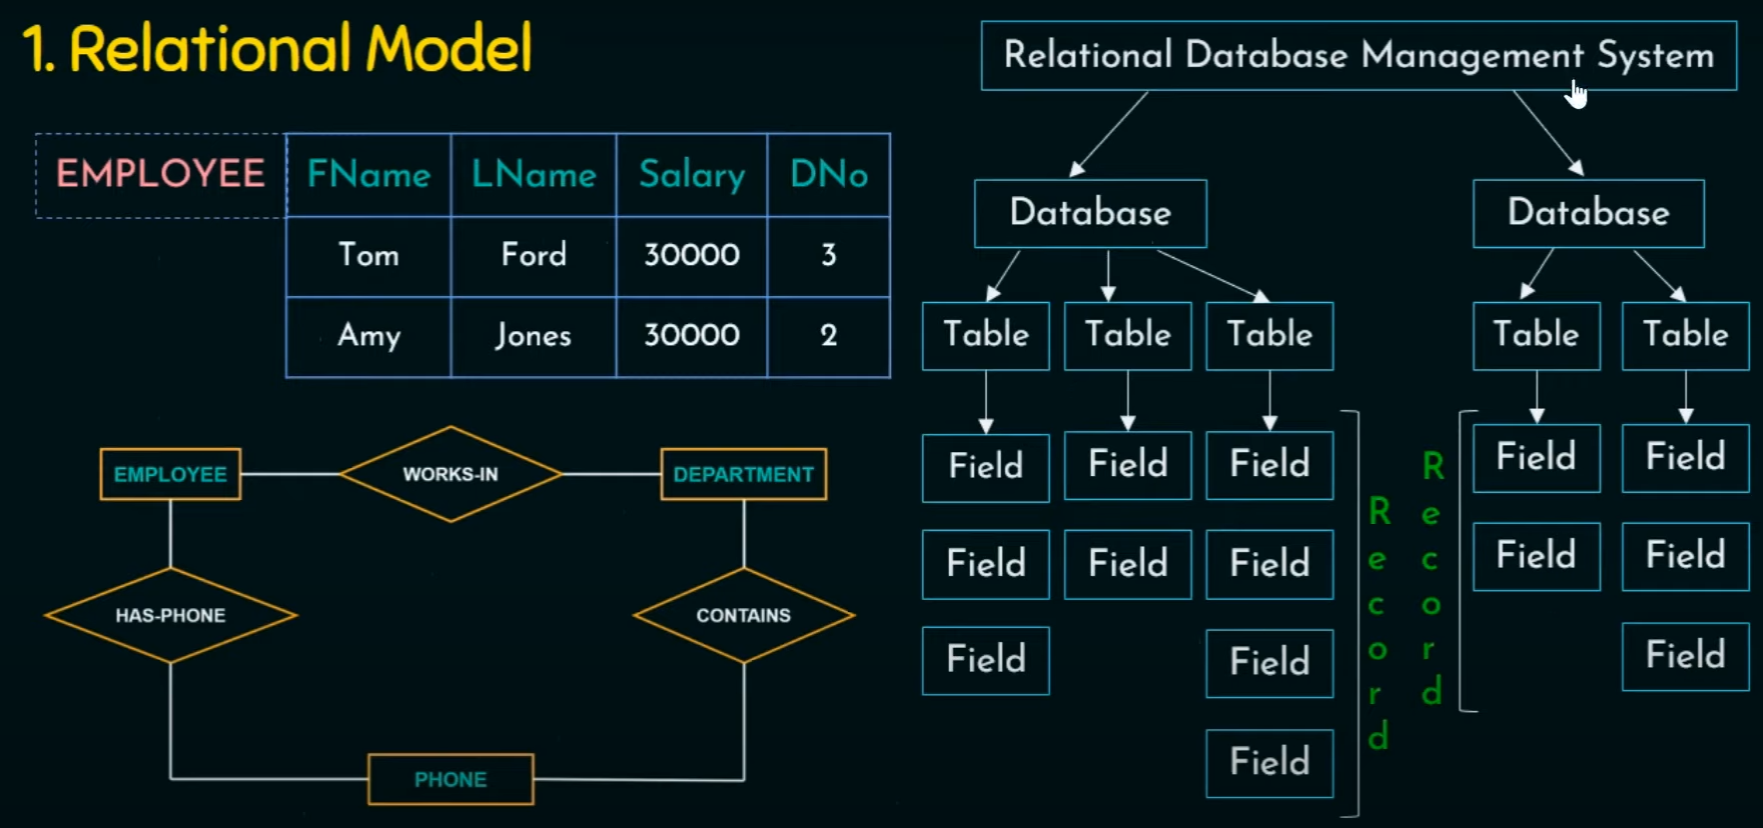 1. Relational Model
EMPLOYEE FName LName Salary DNo
Tom Ford 30000 3
Amy Jones 30000 2
EMPLOYEE WORKS-IN DEPARTMENT
HAS-PHONE CONTAINS
PHONE
Relational Database Management System
Database Database
Table Table Table Table Table
Field Field Field Field Field
Field Field Field Field Field
Field Field Field
Field
Record
Record